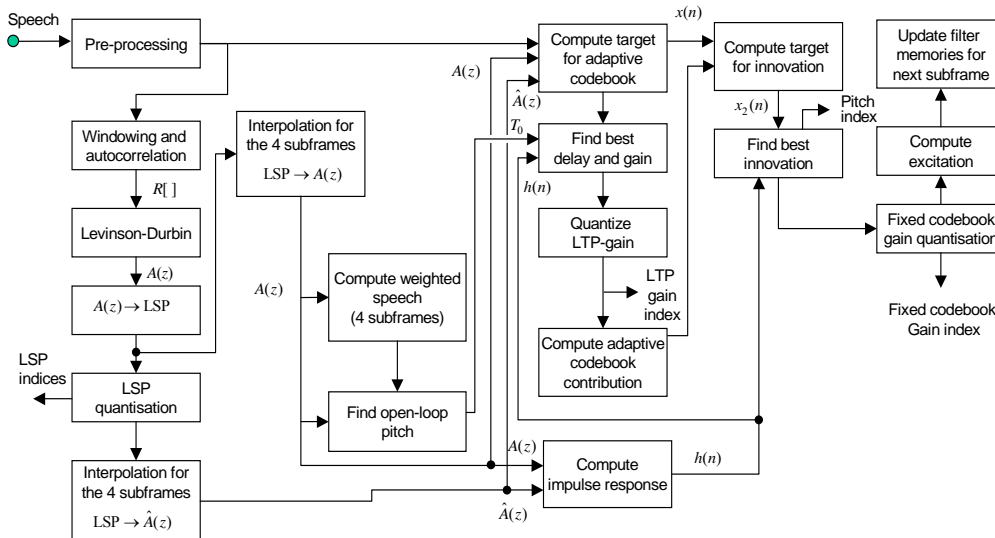 Speech
Pre-processing
Windowing and
autocorrelation
R[ ]
Levinson-Durbin
A(z)
A(z) → LSP
LSP
indices
LSP
quantisation
Interpolation for
the 4 subframes
LSP → Â(z)
Interpolation for
the 4 subframes
LSP → A(z)
A(z)
Compute weighted
speech
(4 subframes)
Find open-loop
pitch
A(z)
Â(z)
Compute target
for adaptive
codebook
T₀
h(n)
Find best
delay and gain
Quantize
LTP-gain
LTP
gain
index
Compute adaptive
codebook
contribution
A(z)
Â(z)
Compute
impulse response
h(n)
x(n)
Compute target
for innovation
x₂(n)
Pitch
index
Find best
innovation
Update filter
memories for
next subframe
Compute
excitation
Fixed codebook
gain quantisation
Fixed codebook
Gain index